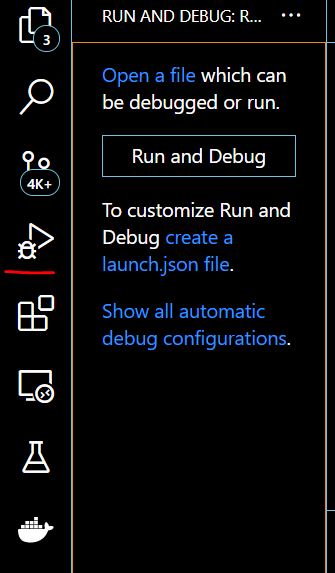 RUN AND DEBUG: R...
3
Open a file which can
be debugged or run.
Run and Debug
4K+
To customize Run and
Debug create a
launch.json file.
Show all automatic
debug configurations.